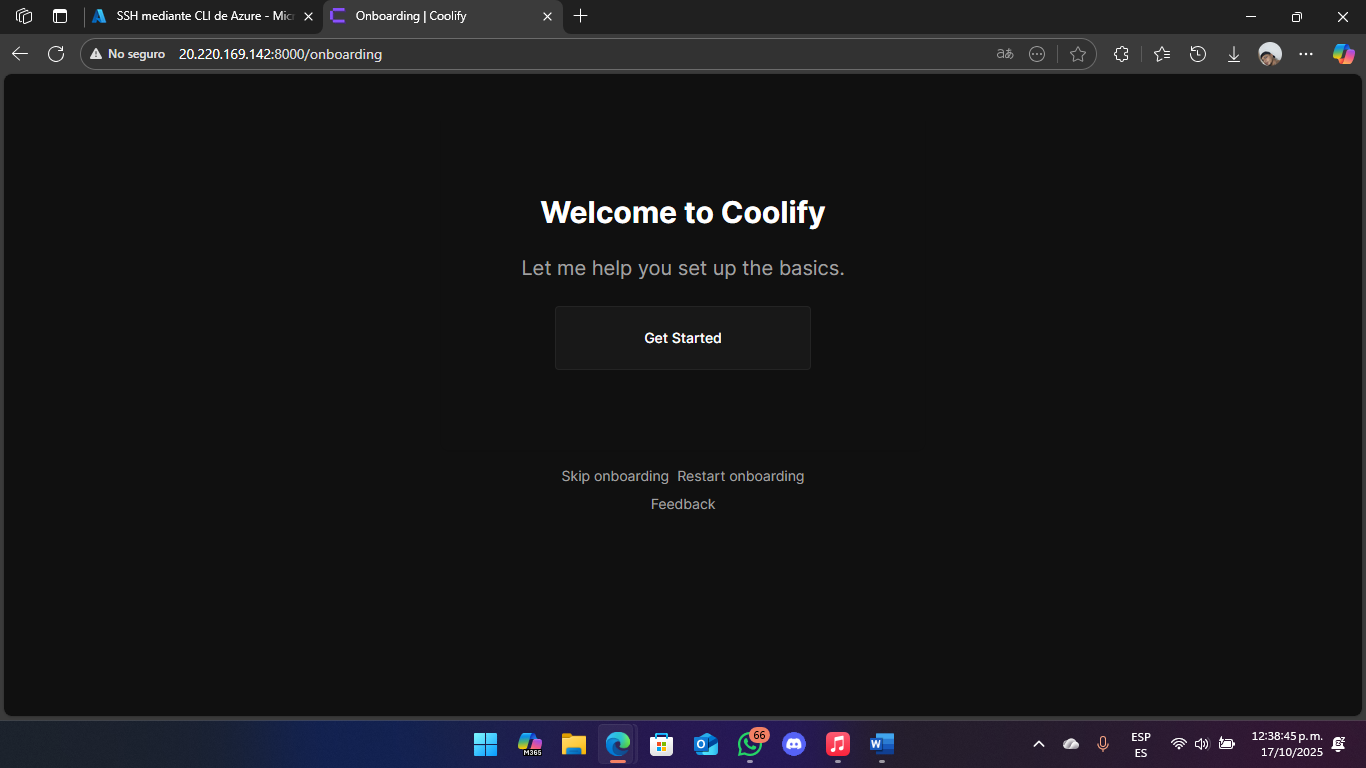 SSH mediante CLI de Azure - Mic
Onboarding | Coolify
No seguro
20.220.169.142:8000/onboarding
aあ
Welcome to Coolify
Let me help you set up the basics.
Get Started
Skip onboarding Restart onboarding
Feedback
M365
66
ESP
ES
12:38:45 p. m.
17/10/2025